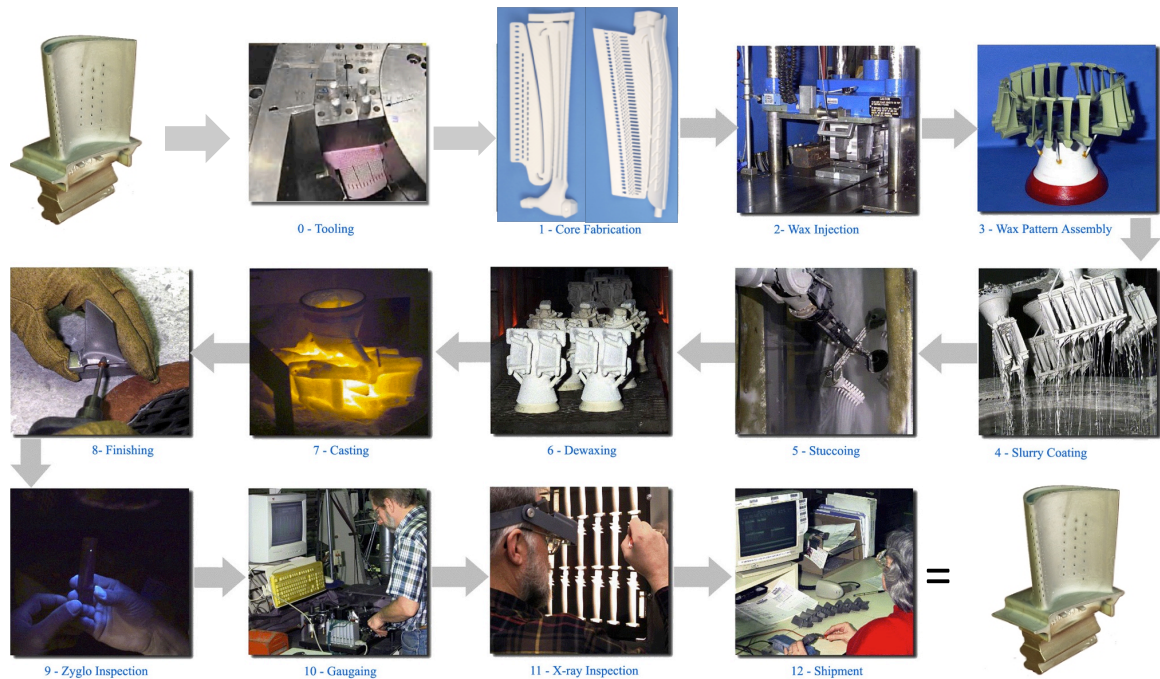 0 - Tooling
1 - Core Fabrication
2- Wax Injection
3 - Wax Pattern Assembly
8- Finishing
7 - Casting
6 - Dewaxing
5 - Stuccoing
4 - Slurry Coating
=
9 - Zyglo Inspection
10 - Gaugaing
11 - X-ray Inspection
12 - Shipment